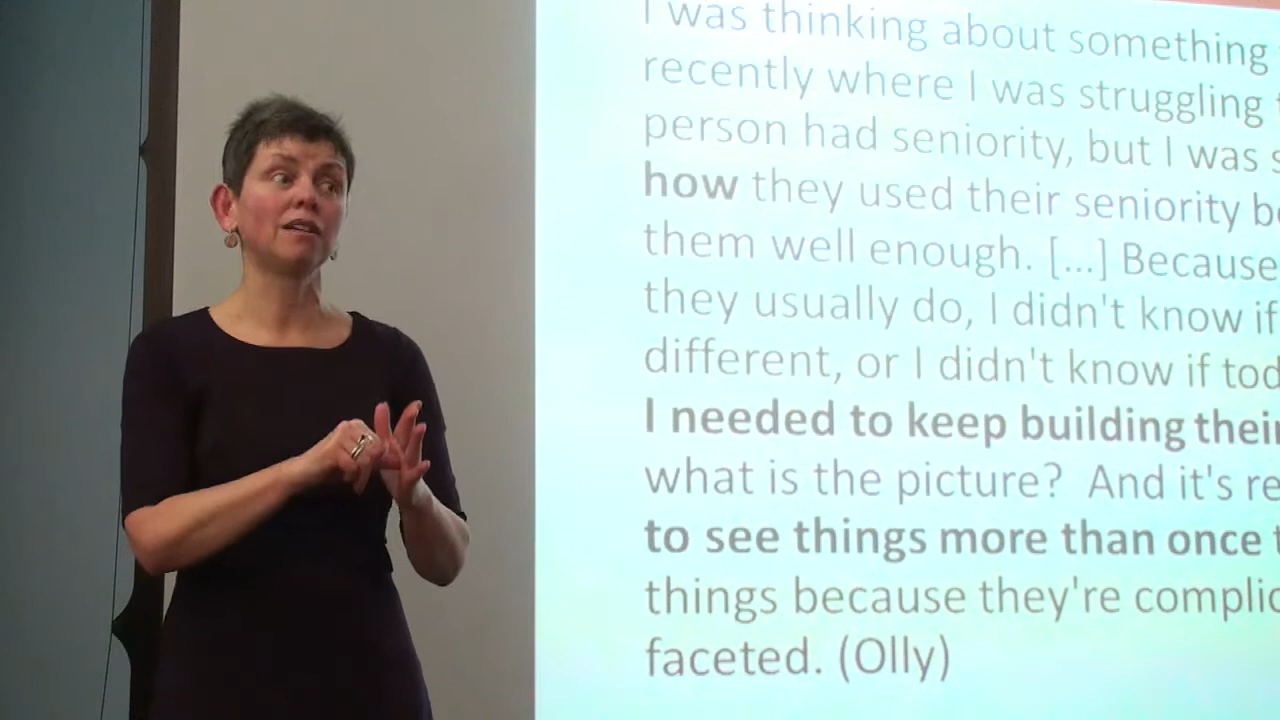 I was thinking about something
recently where I was struggling
person had seniority, but I was
how they used their seniority
them well enough. [...] Because
they usually do, I didn't know if
different, or I didn't know if
I needed to keep building their
what is the picture? And it's
to see things more than once
things because they're
faceted. (Olly)